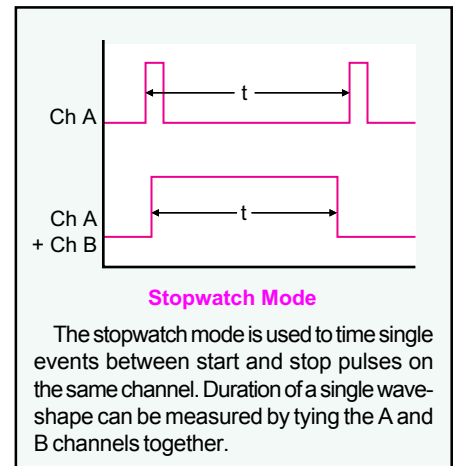 t
Ch A
t
Ch A
+ Ch B
Stopwatch Mode
The stopwatch mode is used to time single
events between start and stop pulses on
the same channel. Duration of a single wave-
shape can be measured by tying the A and
B channels together.